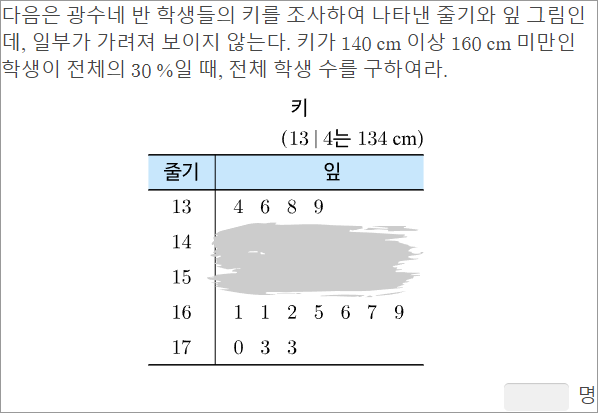 다음은 광수네 반 학생들의 키를 조사하여 나타낸 줄기와 잎 그림인
데, 일부가 가려져 보이지 않는다. 키가 140 cm 이상 160 cm 미만인
학생이 전체의 30 %일 때, 전체 학생 수를 구하여라.
키
(13 | 4는 134 cm)
줄기 잎
13 4 6 8 9
14
15
16 1 1 2 5 6 7 9
17 0 3 3
명